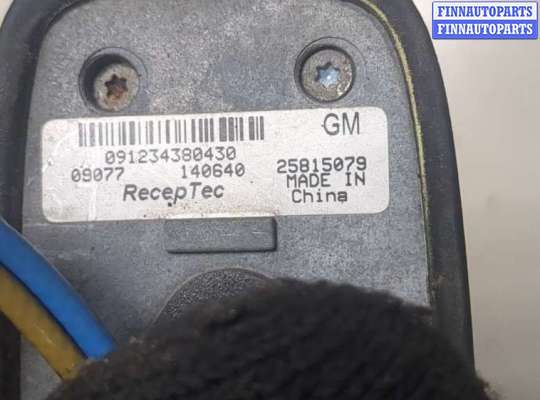 FINNAUTOPARTS
FINNAUTOPARTS
GM
091234380430
09077 140640 25815079
RecepTec MADE IN
China